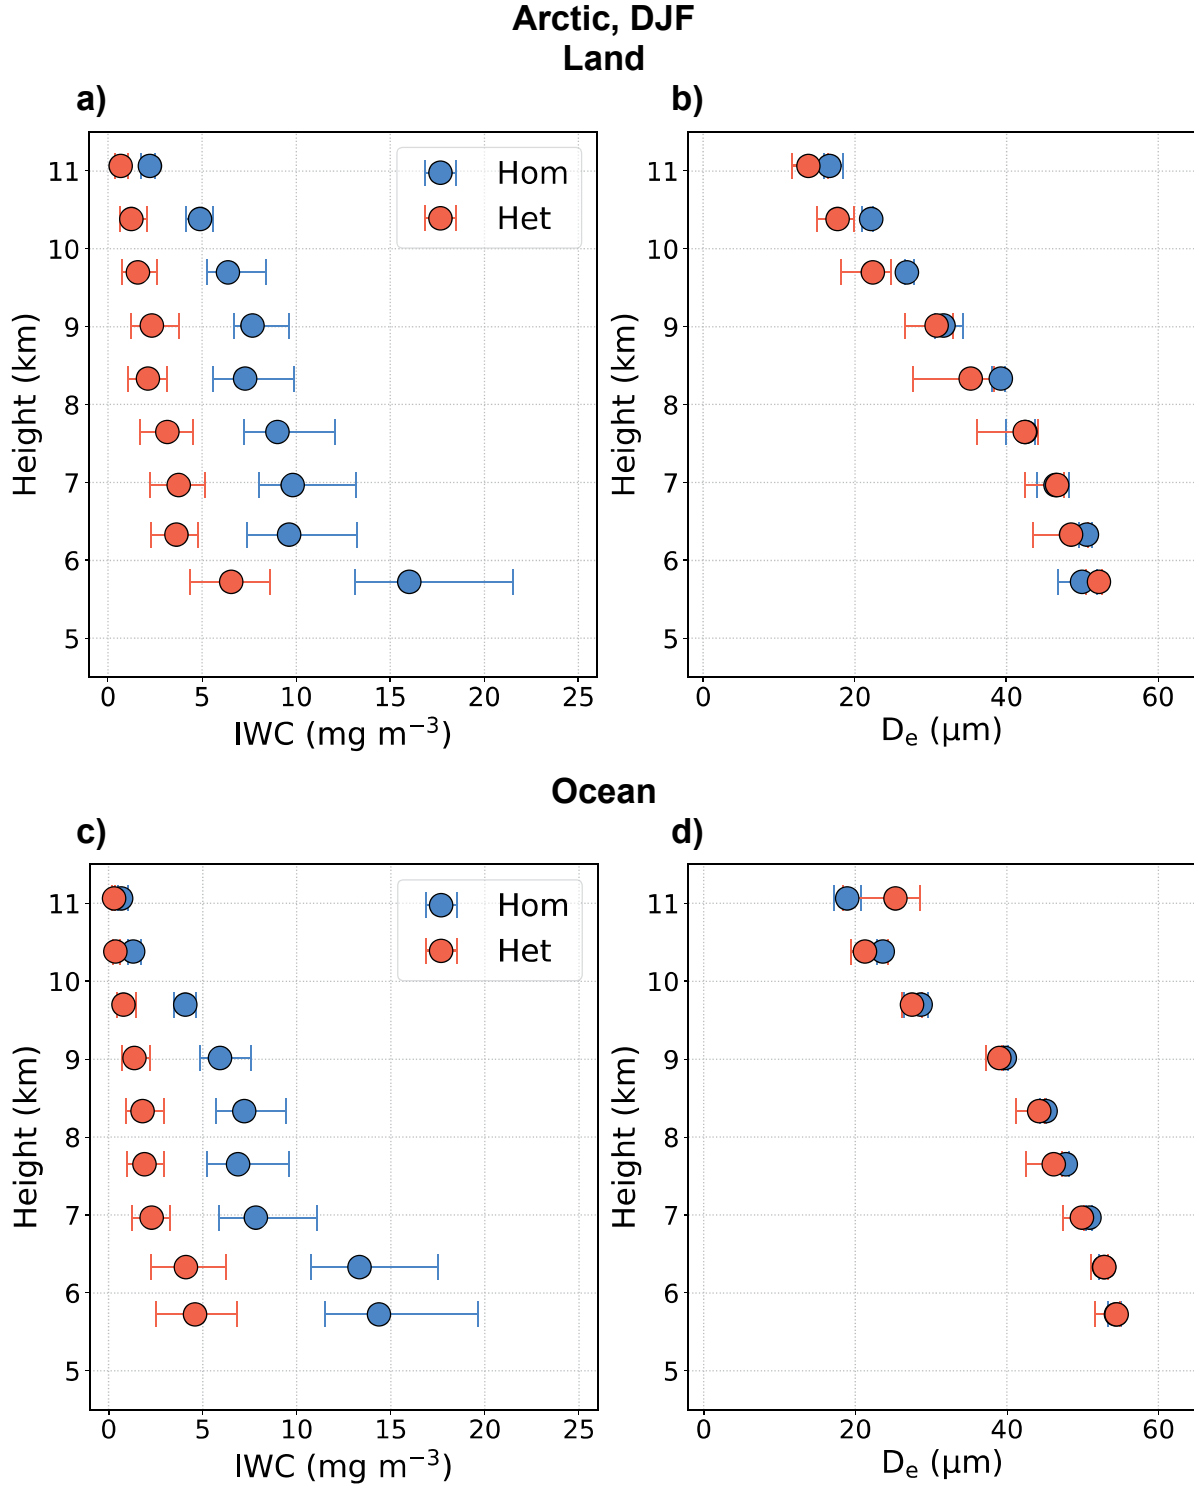 Arctic, DJF
Land
a)
b)
11
10
9
8
7
6
5
Height (km)
0 5 10 15 20 25
IWC (mg m⁻³)
Hom
Het
11
10
9
8
7
6
5
Height (km)
0 20 40 60
Dₑ (μm)
Ocean
c)
d)
11
10
9
8
7
6
5
Height (km)
0 5 10 15 20 25
IWC (mg m⁻³)
Hom
Het
11
10
9
8
7
6
5
Height (km)
0 20 40 60
Dₑ (μm)